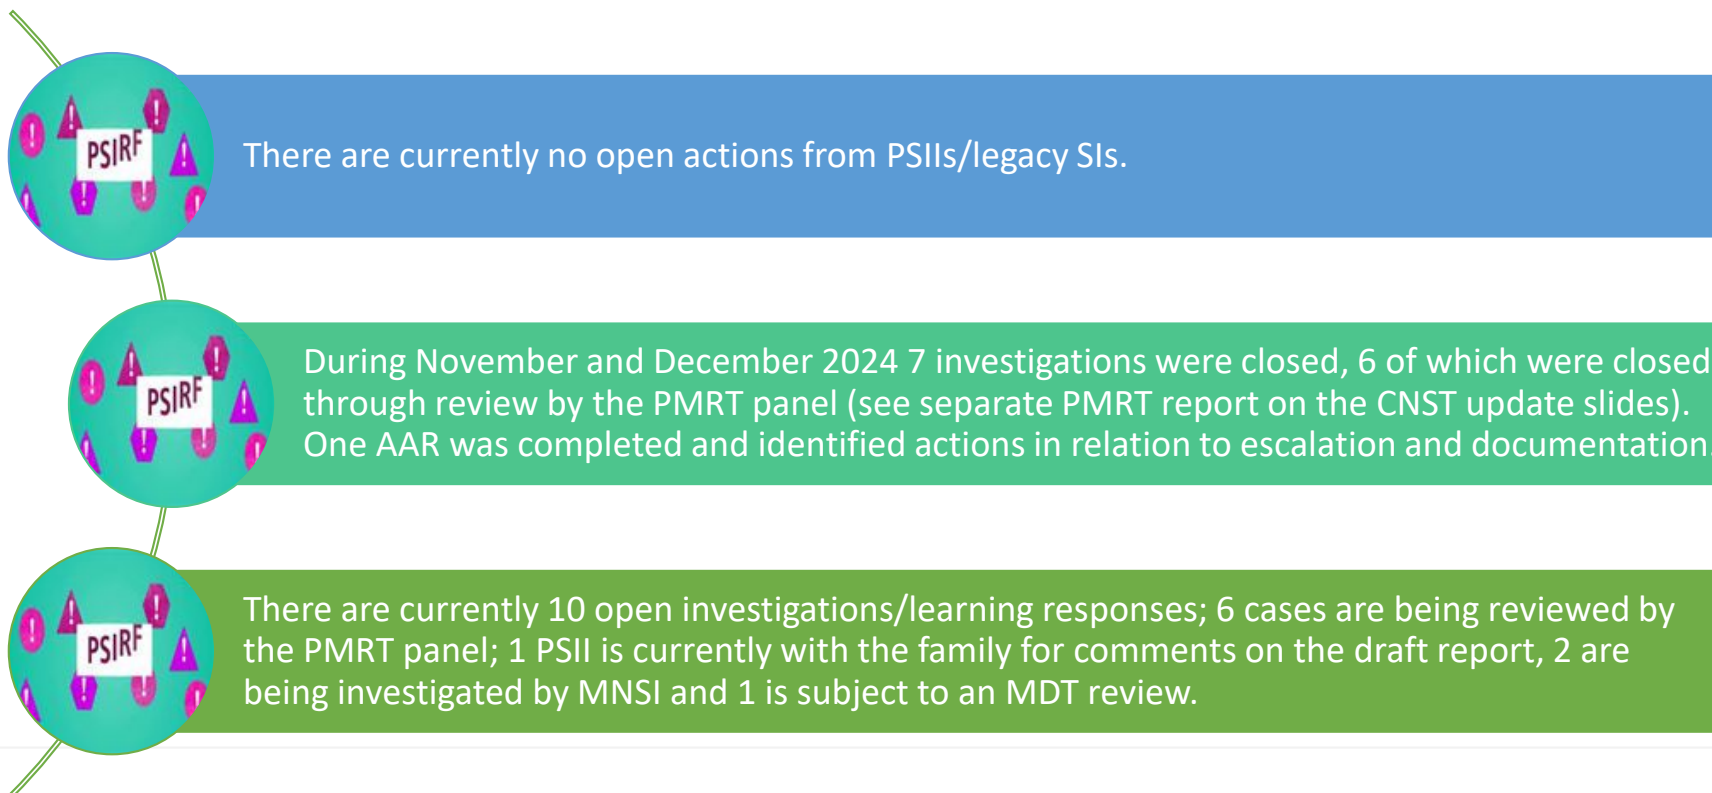 PSIRF
There are currently no open actions from PSIIs/legacy SIs.
PSIRF
During November and December 2024 7 investigations were closed, 6 of which were closed
through review by the PMRT panel (see separate PMRT report on the CNST update slides).
One AAR was completed and identified actions in relation to escalation and documentation.
PSIRF
There are currently 10 open investigations/learning responses; 6 cases are being reviewed by
the PMRT panel; 1 PSII is currently with the family for comments on the draft report, 2 are
being investigated by MNSI and 1 is subject to an MDT review.